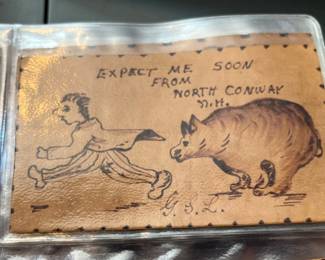 EXPECT ME SOON
FROM
NORTH CONWAY
N.H.
G.S.L.